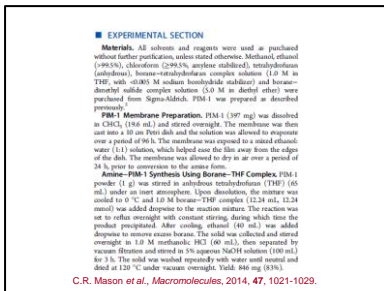 ■ EXPERIMENTAL SECTION
Materials. All solvents and reagents were used as purchased
without further purification, unless stated otherwise. Methanol, ethanol
(>99.5%), chloroform (≥99.5%, amylene stabilized), tetrahydrofuran
(anhydrous), borane−tetrahydrofuran complex solution (1.0 M in
THF, with <0.005 M sodium borohydride stabilizer) and borane−
dimethyl sulfide complex solution (5.0 M in diethyl ether) were
purchased from Sigma-Aldrich. PIM-1 was prepared as described
previously.
PIM-1 Membrane Preparation. PIM-1 (397 mg) was dissolved
in CHCl3 (19.6 mL) and stirred overnight. The membrane was then
cast into a 10 cm Petri dish and the solution was allowed to evaporate
over a period of 96 h. The membrane was exposed to a mixed ethanol:
water (1:1) solution, which helped ease the film away from the edges
of the dish. The membrane was allowed to dry in air over a period of
24 h, prior to conversion to the amine form.
Amine−PIM-1 Synthesis Using Borane−THF Complex. PIM-1
powder (1 g) was stirred in anhydrous tetrahydrofuran (THF) (65
mL) under an inert atmosphere. Upon dissolution, the mixture was
cooled to 0 °C and 1.0 M borane−THF complex (12.24 mL, 12.24
mmol) was added dropwise to the reaction mixture. The reaction was
set to reflux overnight with constant stirring, during which time the
product precipitated. After cooling, ethanol (40 mL) was added
dropwise to remove excess borane. The solid was collected and stirred
overnight in 1.0 M methanolic HCl (60 mL), then separated by
vacuum filtration and stirred in 5% aqueous NaOH solution (100 mL)
for 3 h. The solid was washed repeatedly with water until neutral and
dried at 120 °C under vacuum overnight. Yield: 846 mg (83%).
C.R. Mason et al., Macromolecules, 2014, 47, 1021-1029.